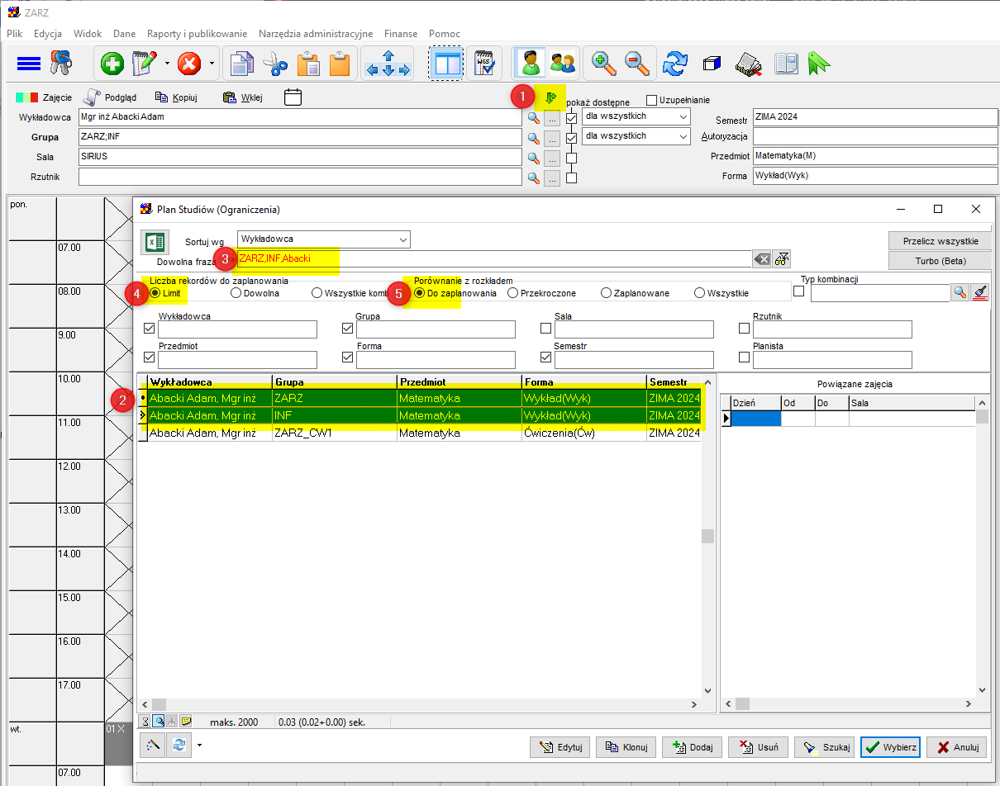 ZARZ
Plik Edycja Widok Dane Raporty i publikowanie Narzędzia administracyjne Finanse Pomoc
WGS
Zajęcie Podgląd Kopiuj Wklej 1 pokaż dostępne Uzupełnianie
Wykładowca Mgr inż Abacki Adam ... dla wszystkich Semestr ZIMA 2024
Grupa ZARZ;INF ... dla wszystkich Autoryzacja
Sala SIRIUS ... Przedmiot Matematyka(M)
Rzutnik ... Forma Wykład(Wyk)
pon.
07.00
08.00
9.00
10.00
11.00
12.00
13.00
14.00
15.00
16.00
17.00
wt. 01 X
07.00
Plan Studiów (Ograniczenia)
Sortuj wg Wykładowca Przelicz wszystkie
Dowolna fraza 3 ZARZ,INF,Abacki Turbo (Beta)
Liczba rekordów do zaplanowania Porównanie z rozkładem Typ kombinacji
4 Limit Dowolna Wszystkie komb 5 Do zaplanowania Przekroczone Zaplanowane Wszystkie
Wykładowca Grupa Sala Rzutnik
Przedmiot Forma Semestr Planista
Wykładowca Grupa Przedmiot Forma Semestr
2 Abacki Adam, Mgr inż ZARZ Matematyka Wykład(Wyk) ZIMA 2024
Abacki Adam, Mgr inż INF Matematyka Wykład(Wyk) ZIMA 2024
Abacki Adam, Mgr inż ZARZ_CW1 Matematyka Ćwiczenia(Ćw) ZIMA 2024
Powiązane zajęcia
Dzień Od Do Sala
maks. 2000 0.03 (0.02+0.00) sek.
Edytuj Klonuj Dodaj Usuń Szukaj Wybierz Anuluj